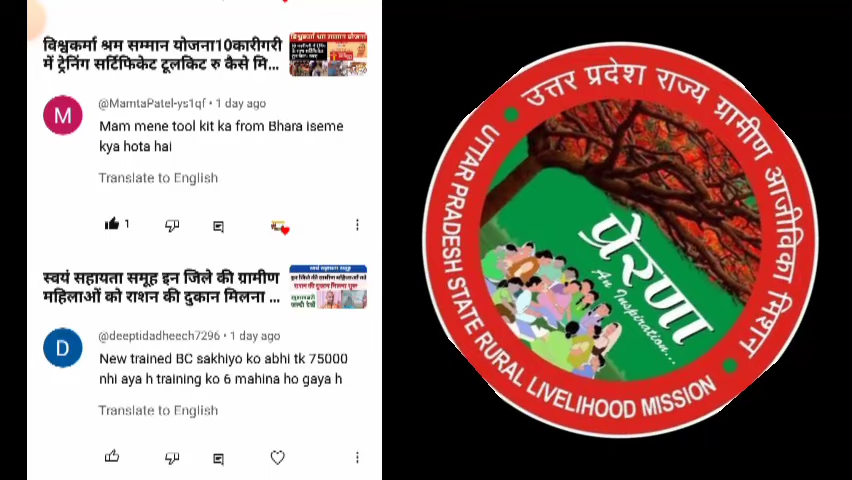 विश्वकर्मा श्रम सम्मान योजना10कारीगरी
में ट्रेनिंग सर्टिफिकेट टूलकिट रु कैसे मि...
@MamtaPatel-ys1qf • 1 day ago
M
Mam mene tool kit ka from Bhara iseme
kya hota hai
Translate to English
1
स्वयं सहायता समूह इन जिले की ग्रामीण
महिलाओं को राशन की दुकान मिलना ...
@deeptidadheech7296 • 1 day ago
D
New trained BC sakhiyo ko abhi tk 75000
nhi aya h training ko 6 mahina ho gaya h
Translate to English
उत्तर प्रदेश राज्य ग्रामीण आजीविका मिशन
प्रेरणा
An Inspiration...
UTTAR PRADESH STATE RURAL LIVELIHOOD MISSION